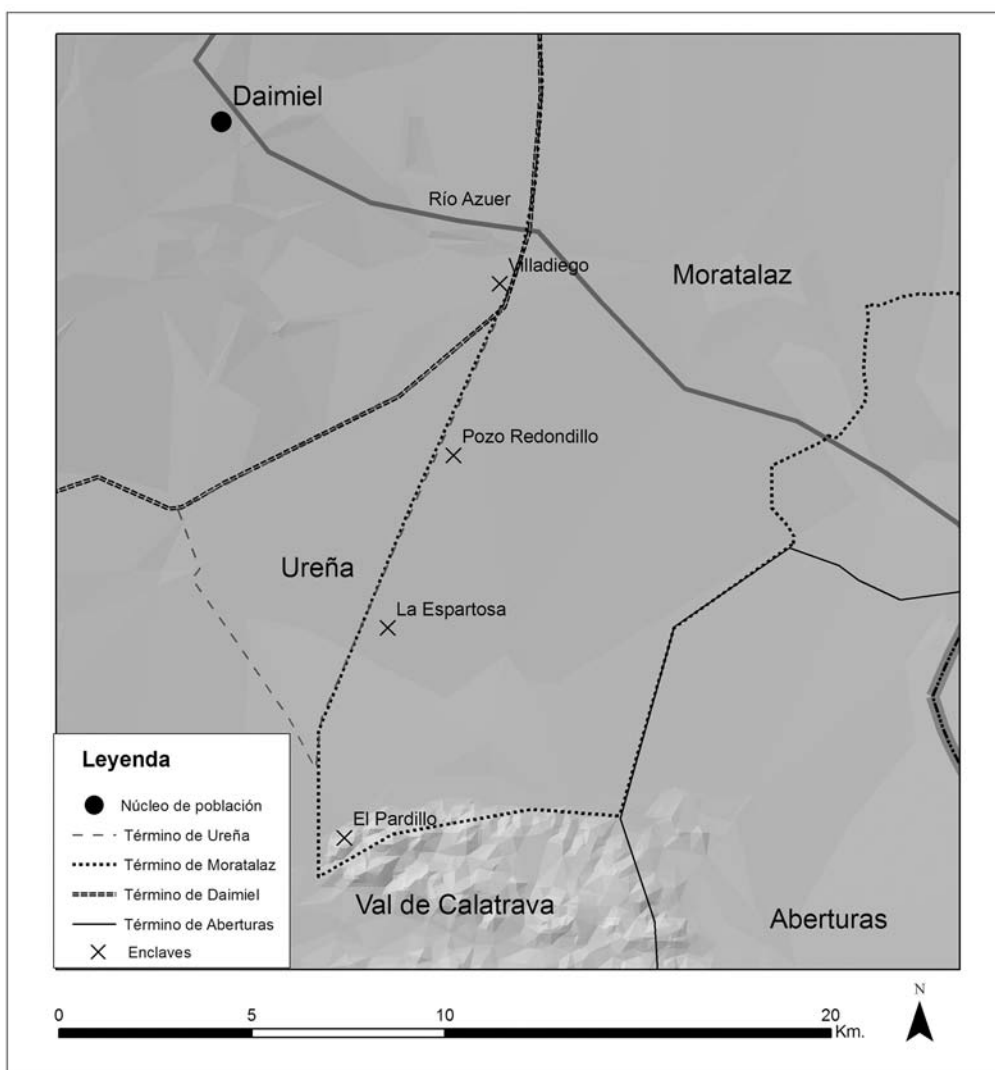 Daimiel
Río Azuer
Villadiego
Moratalaz
Pozo Redondillo
Ureña
La Espartosa
Leyenda
Núcleo de población
Término de Ureña
Término de Moratalaz
Término de Daimiel
Término de Aberturas
Enclaves
El Pardillo
Val de Calatrava
Aberturas
0 5 10 20 Km.
N